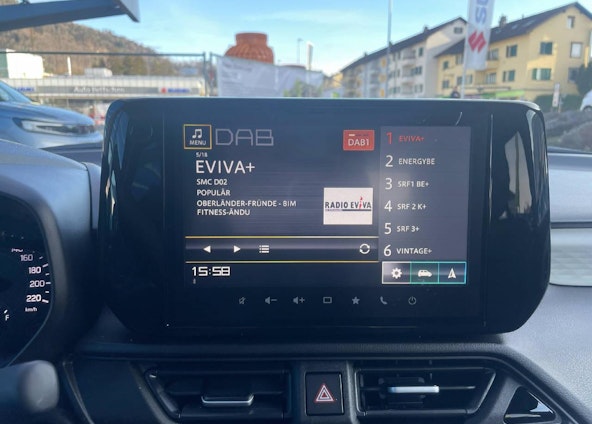 MENU
DAB
DAB1
5/18
EVIVA+
SMC D02
POPULÄR
OBERLÄNDER-FRÜNDE - BIM
FITNESS-ÄNDU
RADIO EVIVA
15:58
1 EVIVA+
2 ENERGYBE
3 SRF1 BE+
4 SRF 2 K+
5 SRF 3+
6 VINTAGE+
160
180
200
220
km/h
F